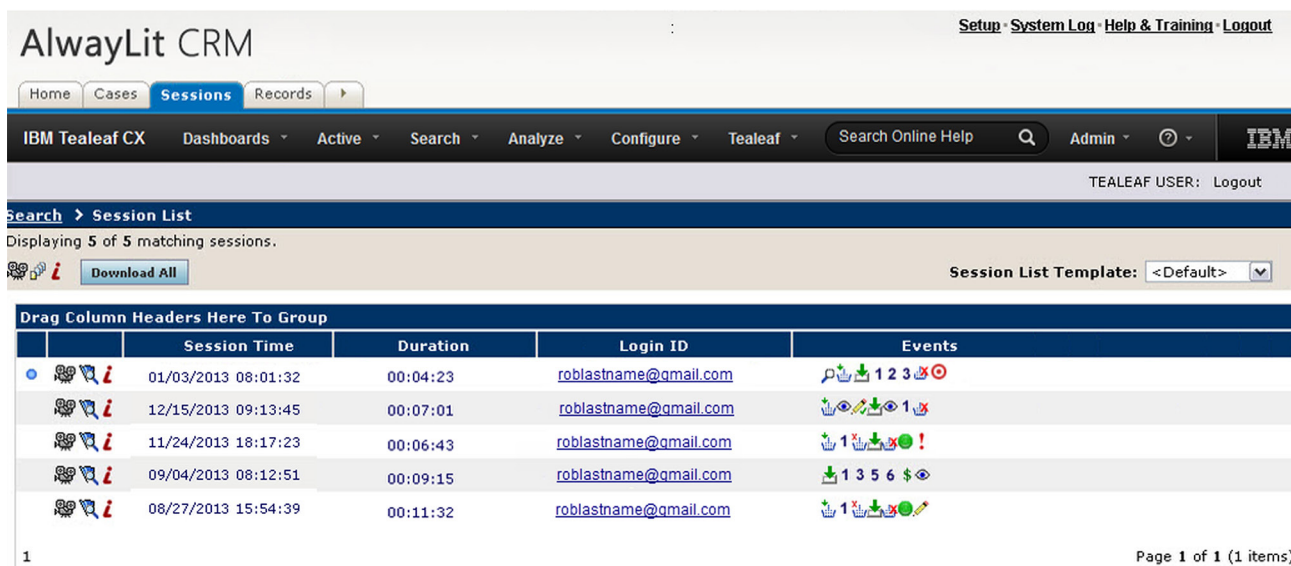 :
Setup · System Log · Help & Training · Logout
AlwayLit CRM
Home Cases Sessions Records
IBM Tealeaf CX Dashboards Active Search Analyze Configure Tealeaf Search Online Help Admin ? IBM
TEALEAF USER: Logout
Search > Session List
Displaying 5 of 5 matching sessions.
i Download All Session List Template: <Default>
Drag Column Headers Here To Group
Session Time Duration Login ID Events
i 01/03/2013 08:01:32 00:04:23 roblastname@gmail.com 1 2 3
i 12/15/2013 09:13:45 00:07:01 roblastname@gmail.com 1
i 11/24/2013 18:17:23 00:06:43 roblastname@gmail.com 1 !
i 09/04/2013 08:12:51 00:09:15 roblastname@gmail.com 1 3 5 6 $
i 08/27/2013 15:54:39 00:11:32 roblastname@gmail.com 1
1 Page 1 of 1 (1 items)